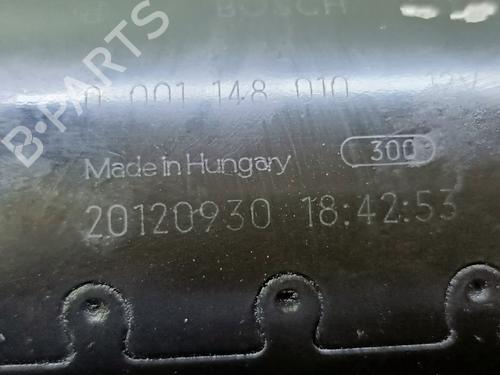 BOSCH
0 001 148 010 12V
Made in Hungary 300
20120930 18:42:53
B-PARTS